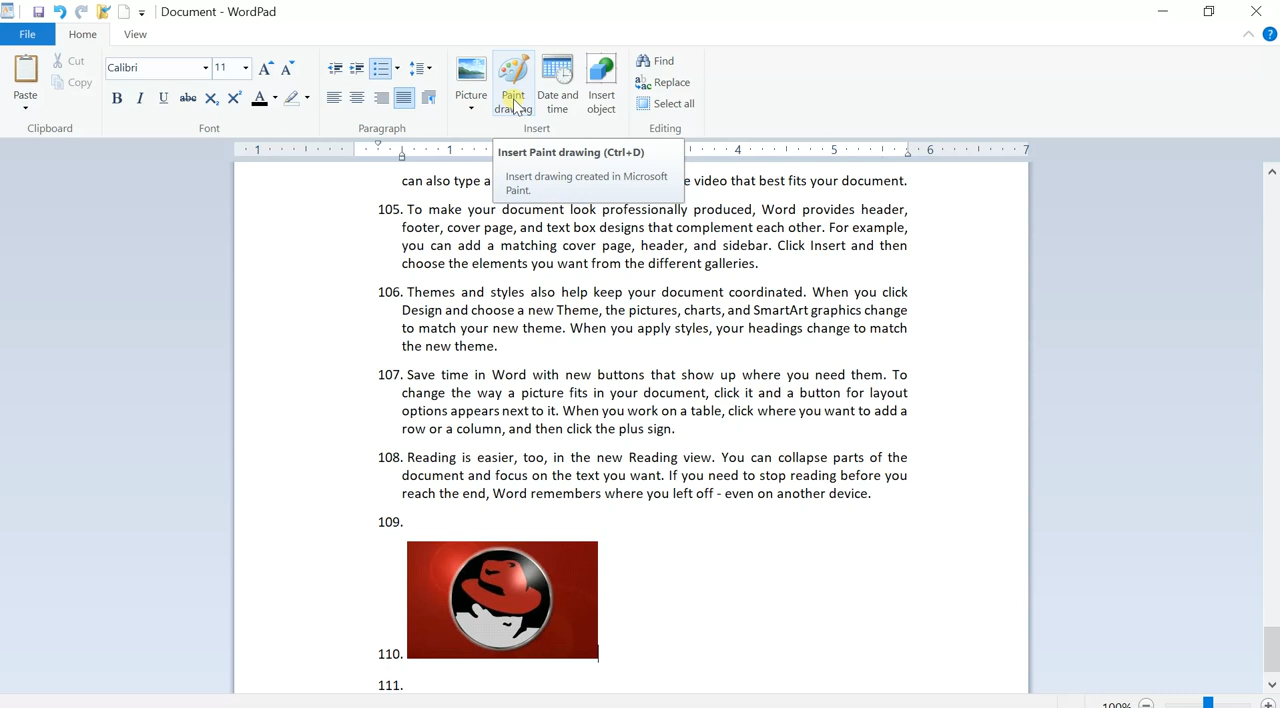 Document - WordPad
File Home View
Paste
Cut
Copy
Clipboard
Calibri 11
B I U abc X₂ X² A
Font
Paragraph
Picture
Paint drawing
Date and time
Insert object
Insert
Find
Replace
Select all
Editing
1 1 4 5 6 7
Insert Paint drawing (Ctrl+D)
Insert drawing created in Microsoft
Paint.
can also type a e video that best fits your document.
105. To make your document look professionally produced, Word provides header,
footer, cover page, and text box designs that complement each other. For example,
you can add a matching cover page, header, and sidebar. Click Insert and then
choose the elements you want from the different galleries.
106. Themes and styles also help keep your document coordinated. When you click
Design and choose a new Theme, the pictures, charts, and SmartArt graphics change
to match your new theme. When you apply styles, your headings change to match
the new theme.
107. Save time in Word with new buttons that show up where you need them. To
change the way a picture fits in your document, click it and a button for layout
options appears next to it. When you work on a table, click where you want to add a
row or a column, and then click the plus sign.
108. Reading is easier, too, in the new Reading view. You can collapse parts of the
document and focus on the text you want. If you need to stop reading before you
reach the end, Word remembers where you left off - even on another device.
109.
110.
111.
100%